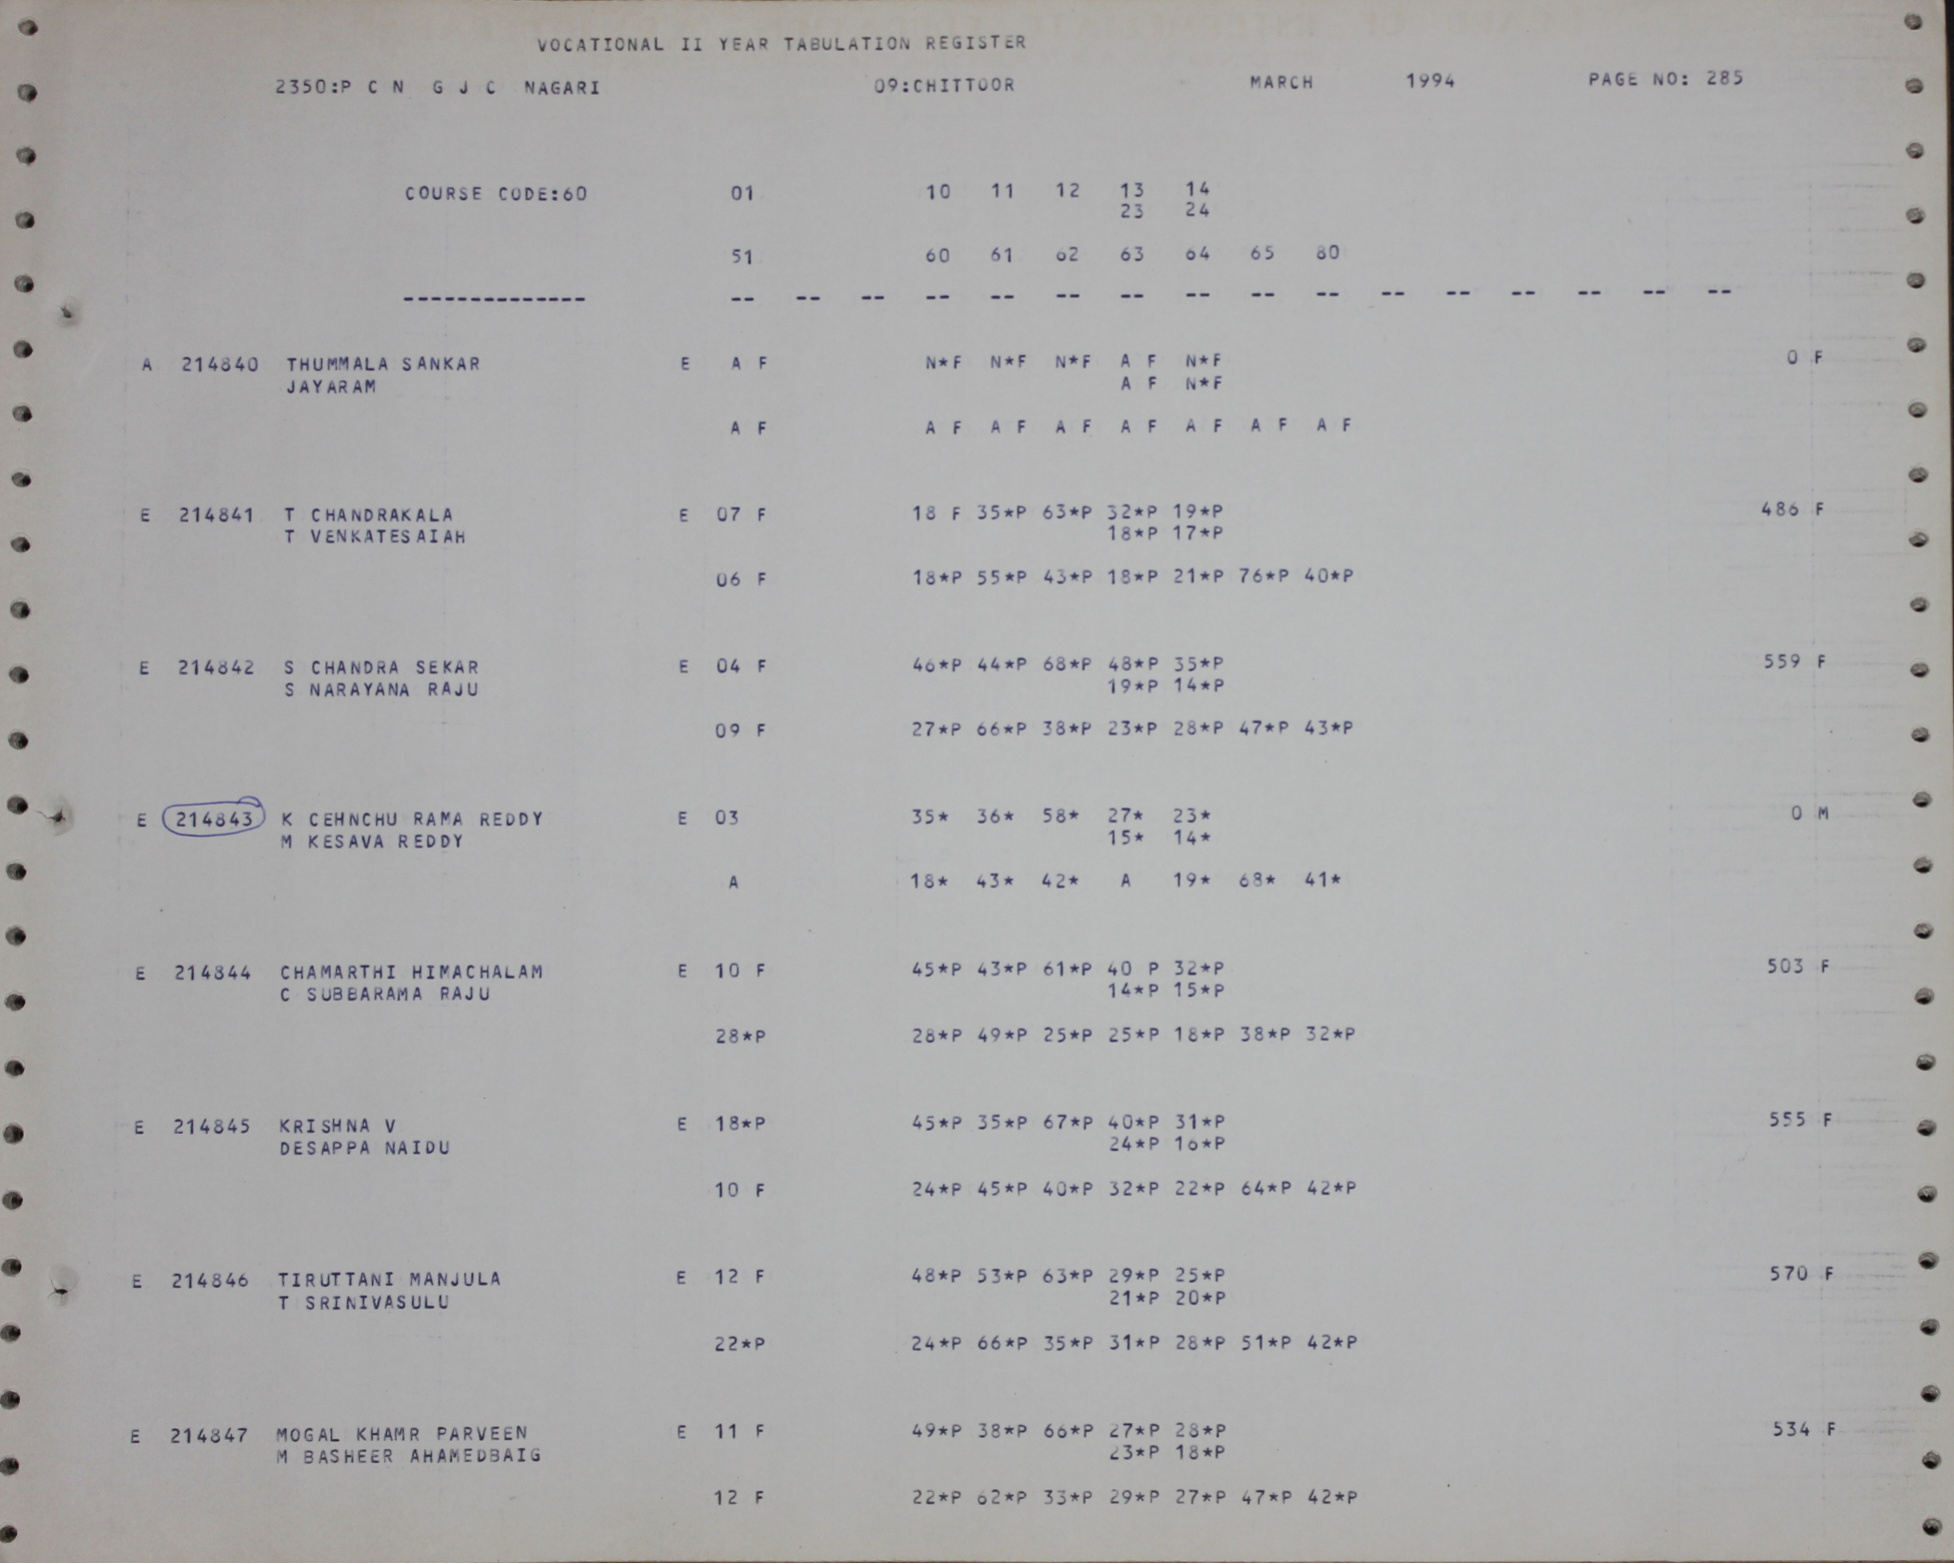 VOCATIONAL II YEAR TABULATION REGISTER
2350:P C N G J C NAGARI 09:CHITTOOR MARCH 1994 PAGE NO: 285
COURSE CODE:60 01 10 11 12 13 14
23 24
51 60 61 62 63 64 65 80
-------------- -- -- -- -- -- -- -- -- -- -- -- -- -- -- -- --
A 214840 THUMMALA SANKAR E A F N*F N*F N*F A F N*F 0 F
JAYARAM A F N*F
A F A F A F A F A F A F A F A F
E 214841 T CHANDRAKALA E 07 F 18 F 35*P 63*P 32*P 19*P 486 F
T VENKATESAIAH 18*P 17*P
06 F 18*P 55*P 43*P 18*P 21*P 76*P 40*P
E 214842 S CHANDRA SEKAR E 04 F 46*P 44*P 68*P 48*P 35*P 559 F
S NARAYANA RAJU 19*P 14*P
09 F 27*P 66*P 38*P 23*P 28*P 47*P 43*P
E 214843 K CEHNCHU RAMA REDDY E 03 35* 36* 58* 27* 23* 0 M
M KESAVA REDDY 15* 14*
A 18* 43* 42* A 19* 68* 41*
E 214844 CHAMARTHI HIMACHALAM E 10 F 45*P 43*P 61*P 40 P 32*P 503 F
C SUBBARAMA RAJU 14*P 15*P
28*P 28*P 49*P 25*P 25*P 18*P 38*P 32*P
E 214845 KRISHNA V E 18*P 45*P 35*P 67*P 40*P 31*P 555 F
DESAPPA NAIDU 24*P 16*P
10 F 24*P 45*P 40*P 32*P 22*P 64*P 42*P
E 214846 TIRUTTANI MANJULA E 12 F 48*P 53*P 63*P 29*P 25*P 570 F
T SRINIVASULU 21*P 20*P
22*P 24*P 66*P 35*P 31*P 28*P 51*P 42*P
E 214847 MOGAL KHAMR PARVEEN E 11 F 49*P 38*P 66*P 27*P 28*P 534 F
M BASHEER AHAMEDBAIG 23*P 18*P
12 F 22*P 62*P 33*P 29*P 27*P 47*P 42*P